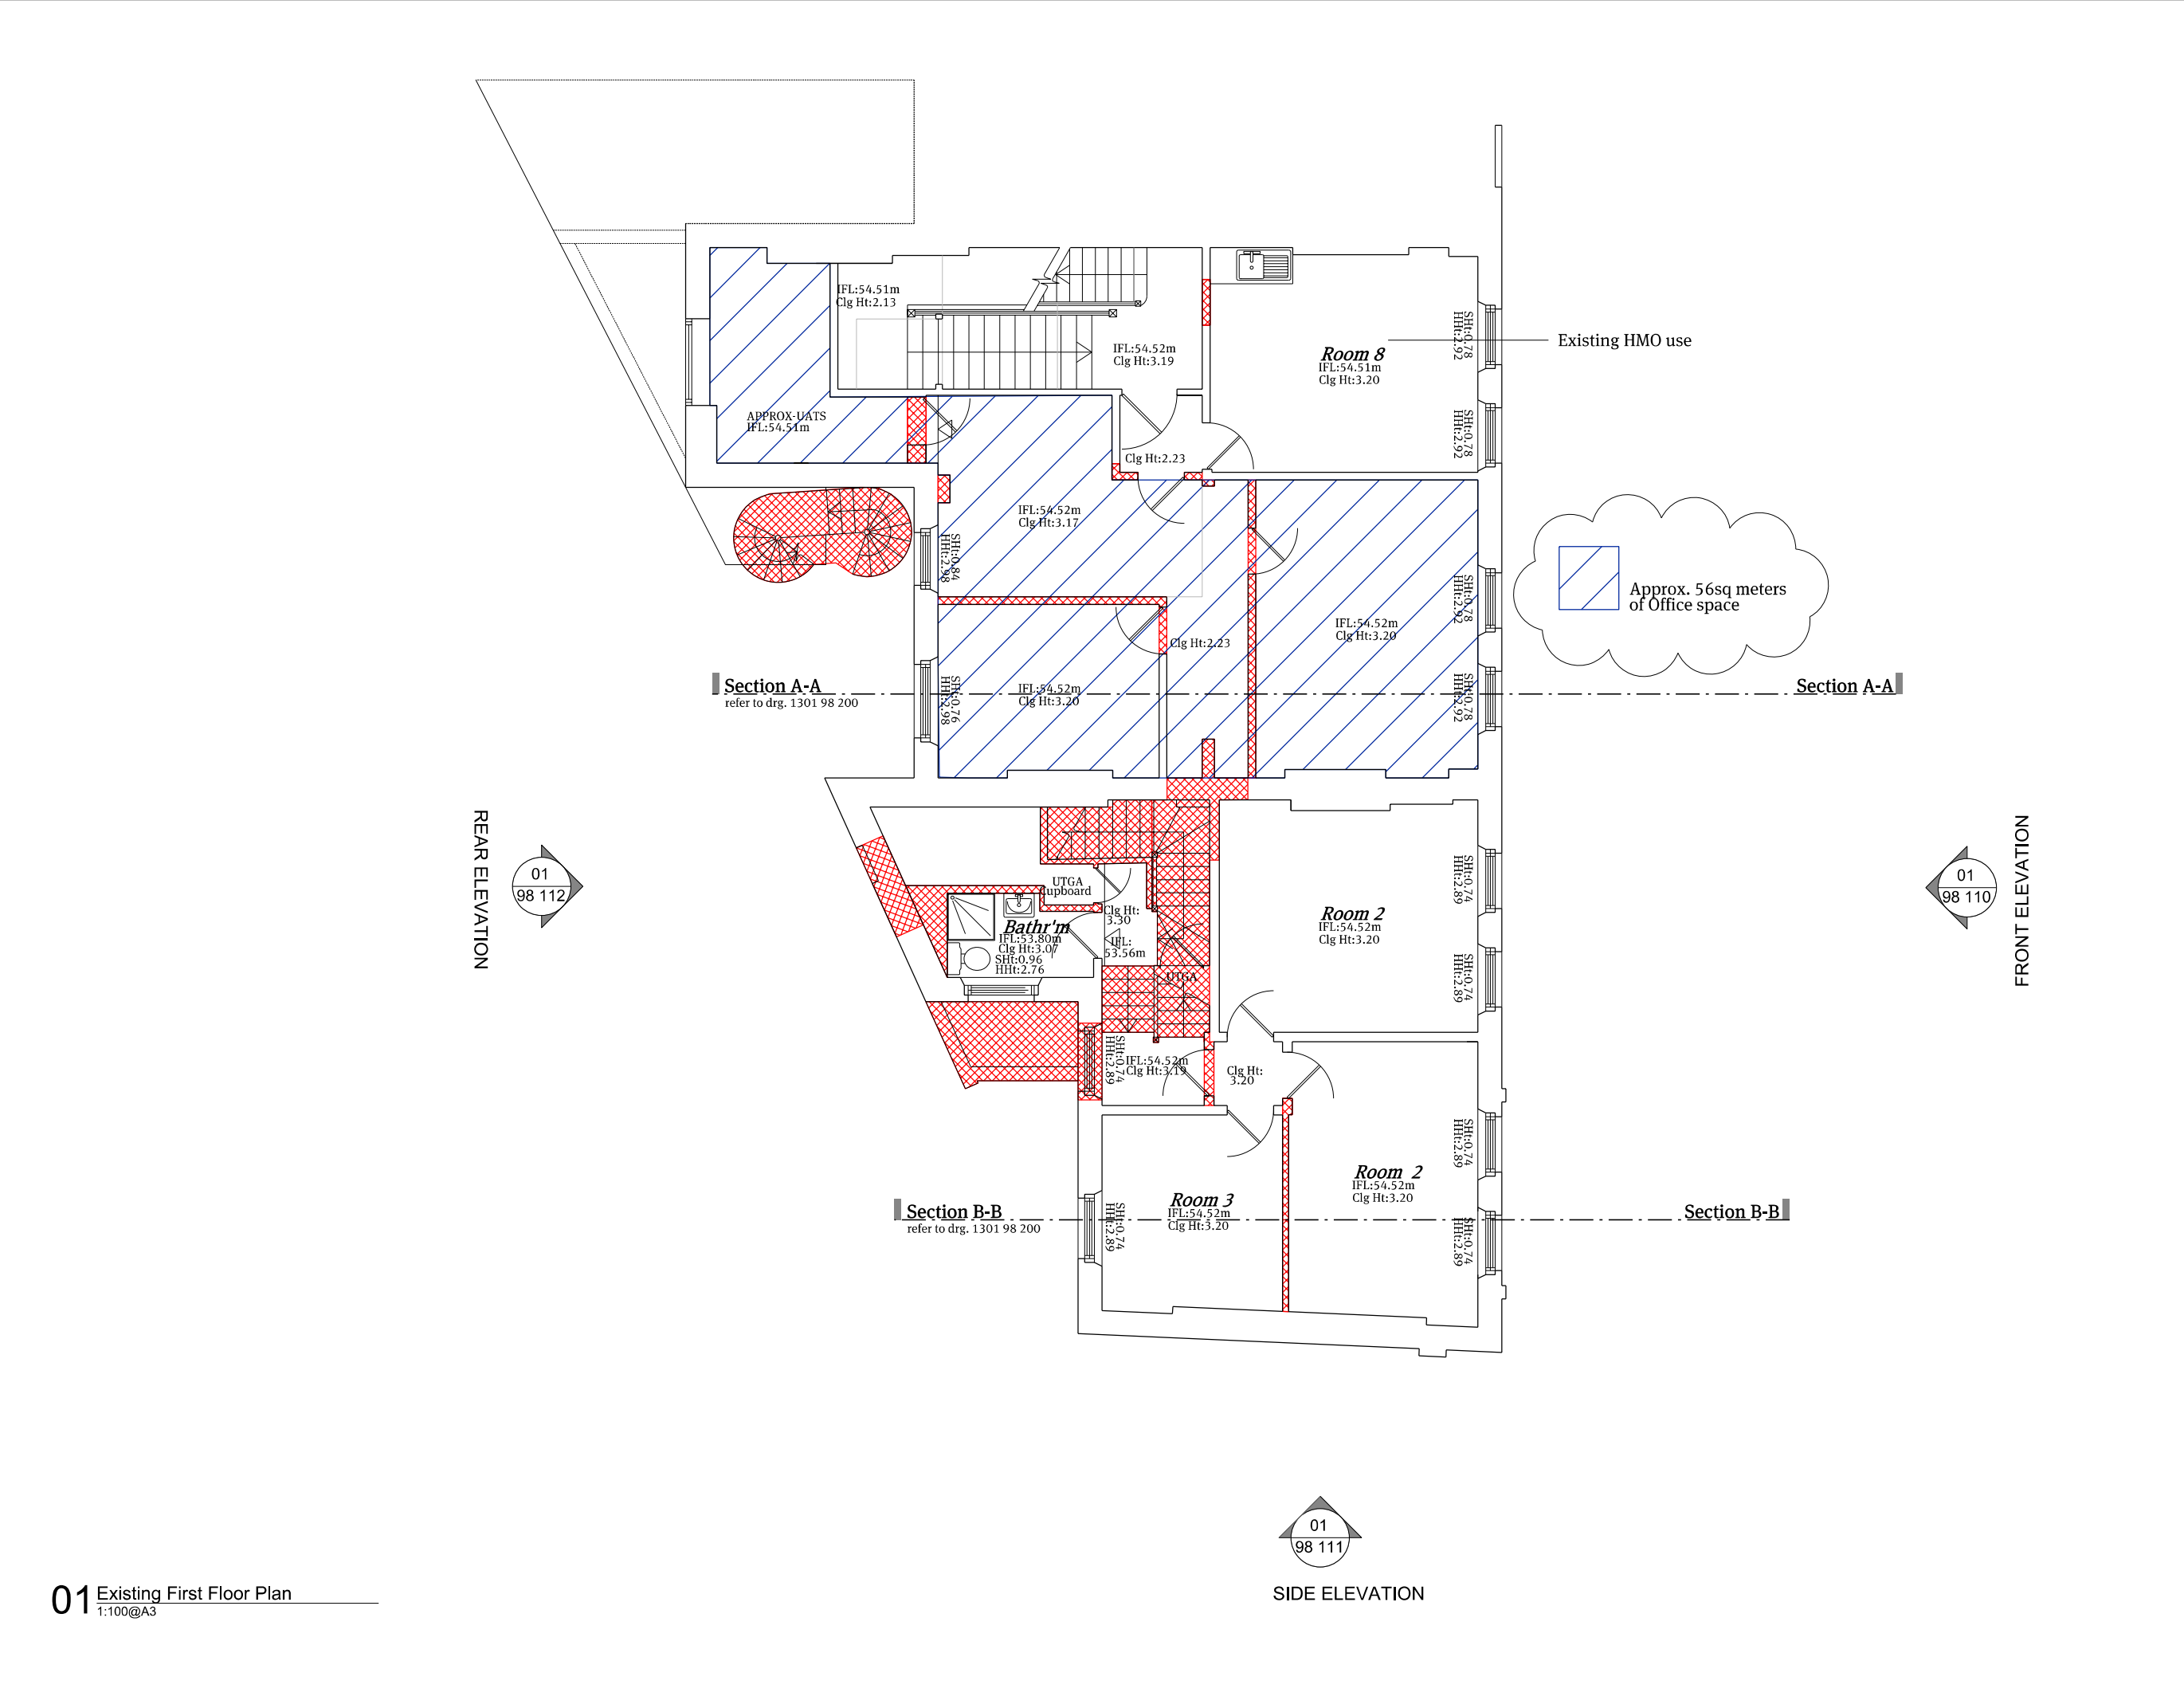 IFL:54.51m
Clg Ht:2.13
IFL:54.52m
Clg Ht:3.19
Room 8
IFL:54.51m
Clg Ht:3.20
SHt:0.78
HHt:2.92
Existing HMO use
SHt:0.78
HHt:2.92
APPROX-UATS
IFL:54.51m
Clg Ht:2.23
IFL:54.52m
Clg Ht:3.17
SHt:0.84
HHt:2.98
SHt:0.78
HHt:2.92
Approx. 56sq meters
of Office space
IFL:54.52m
Clg Ht:3.20
Clg Ht:2.23
Section A-A
refer to drg. 1301 98 200
SHt:0.76
HHt:2.98
IFL:54.52m
Clg Ht:3.20
SHt:0.78
HHt:2.92
Section A-A
REAR ELEVATION
01
98 112
UTGA
Cupboard
Clg Ht:
3.30
Bathr'm
IFL:53.80m
Clg Ht:3.07
SHt:0.96
HHt:2.76
IFL:
53.56m
UTGA
Room 2
IFL:54.52m
Clg Ht:3.20
SHt:0.74
HHt:2.89
SHt:0.74
HHt:2.89
01
98 110
FRONT ELEVATION
SHt:0.74
HHt:2.89
IFL:54.52m
Clg Ht:3.19
Clg Ht:
3.20
SHt:0.74
HHt:2.89
Room 2
IFL:54.52m
Clg Ht:3.20
Room 3
IFL:54.52m
Clg Ht:3.20
SHt:0.74
HHt:2.89
SHt:0.74
HHt:2.89
Section B-B
refer to drg. 1301 98 200
Section B-B
01
98 111
SIDE ELEVATION
01 Existing First Floor Plan
1:100@A3